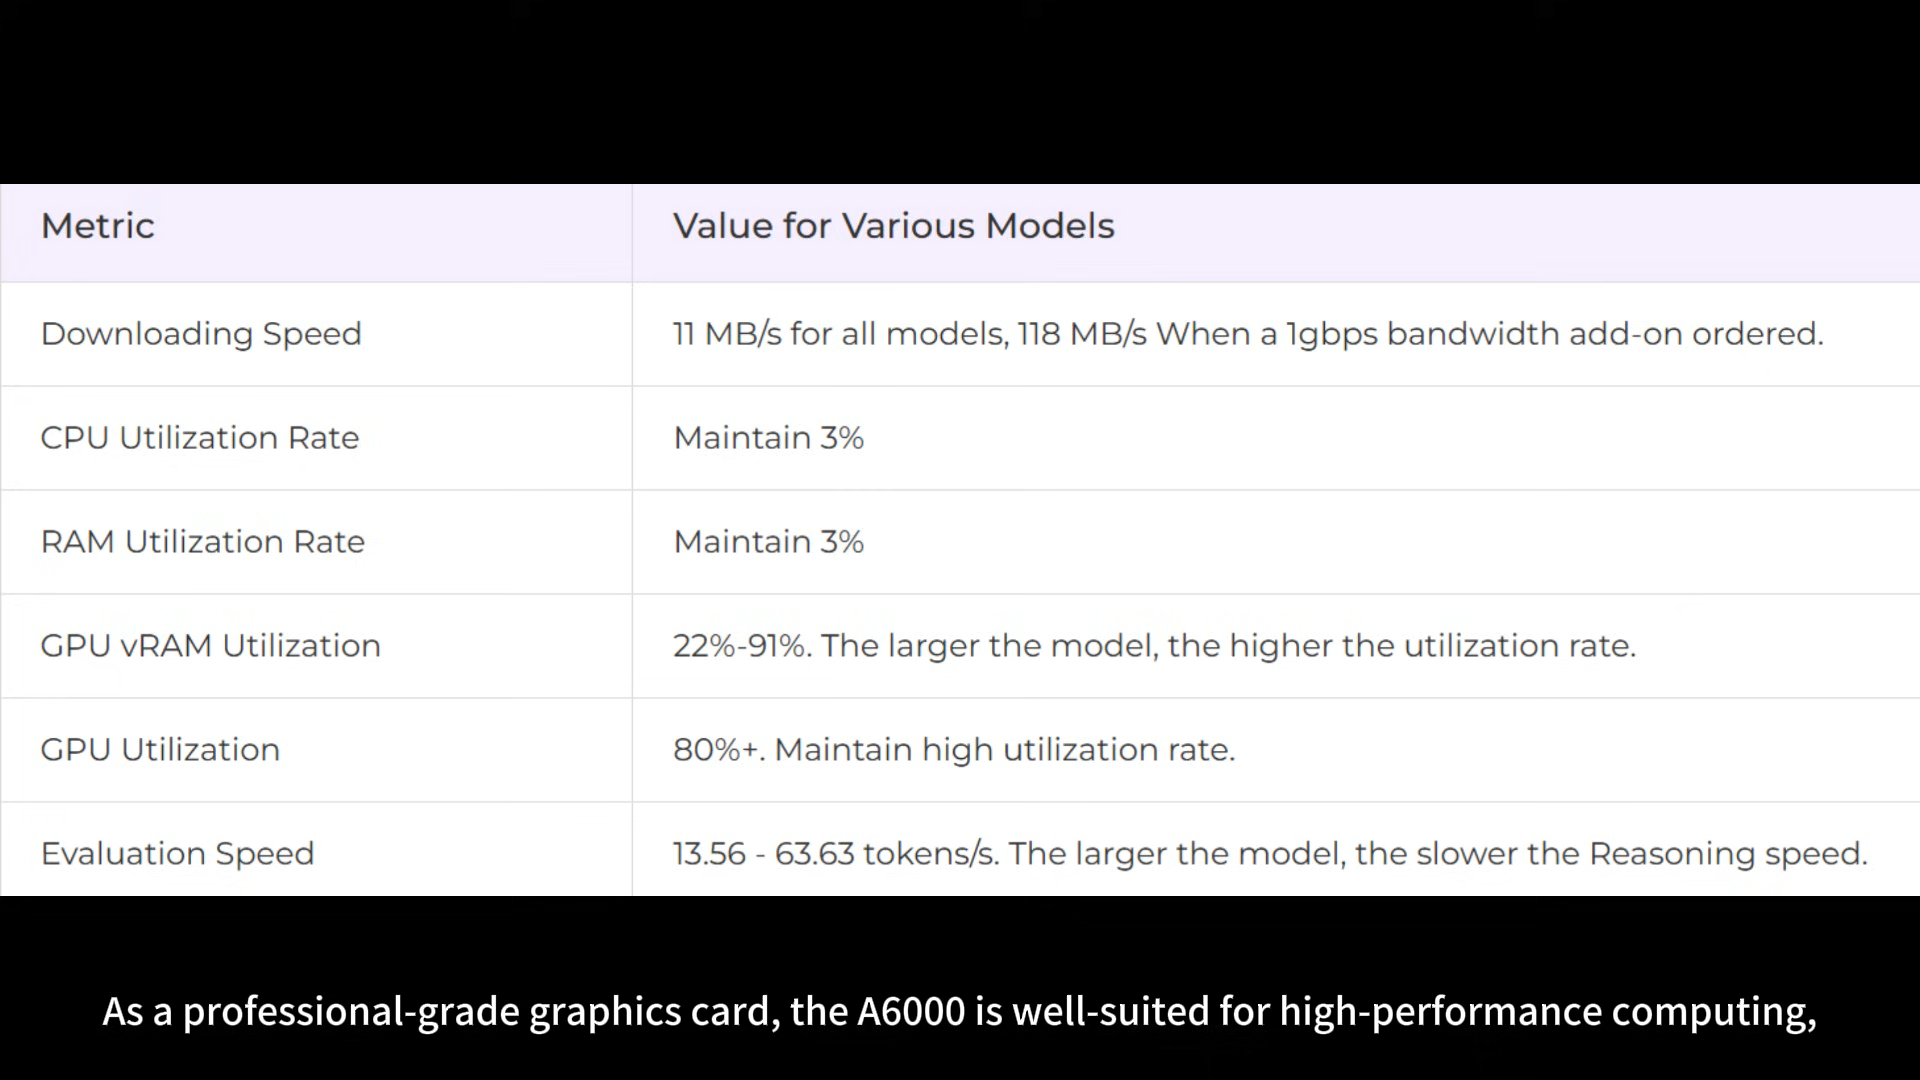 Metric Value for Various Models
Downloading Speed 11 MB/s for all models, 118 MB/s When a 1gbps bandwidth add-on ordered.
CPU Utilization Rate Maintain 3%
RAM Utilization Rate Maintain 3%
GPU vRAM Utilization 22%-91%. The larger the model, the higher the utilization rate.
GPU Utilization 80%+. Maintain high utilization rate.
Evaluation Speed 13.56 - 63.63 tokens/s. The larger the model, the slower the Reasoning speed.
As a professional-grade graphics card, the A6000 is well-suited for high-performance computing,